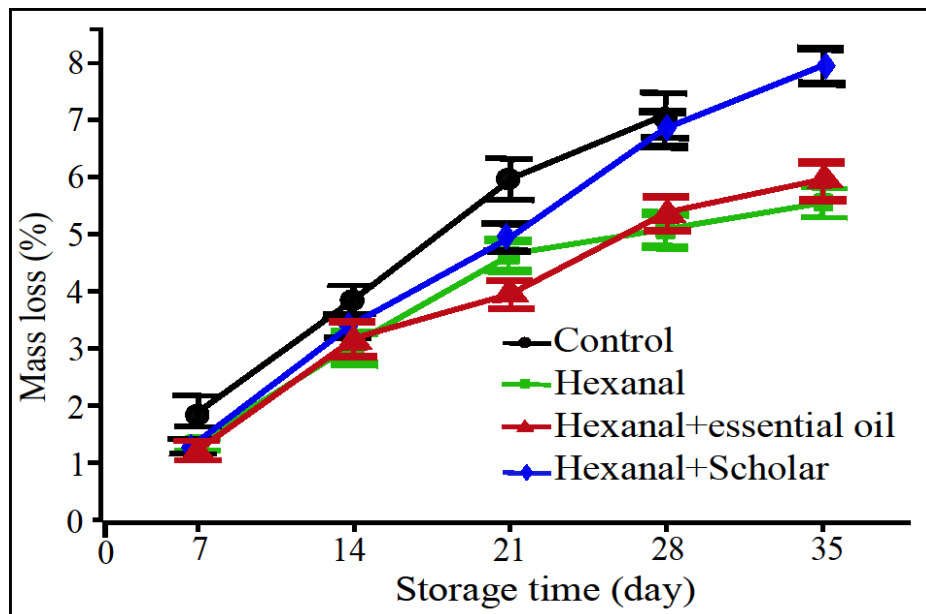 Mass loss (%)
8
7
6
5
4
3
2
1
0
0 7 14 21 28 35
Storage time (day)
Control
Hexanal
Hexanal+essential oil
Hexanal+Scholar